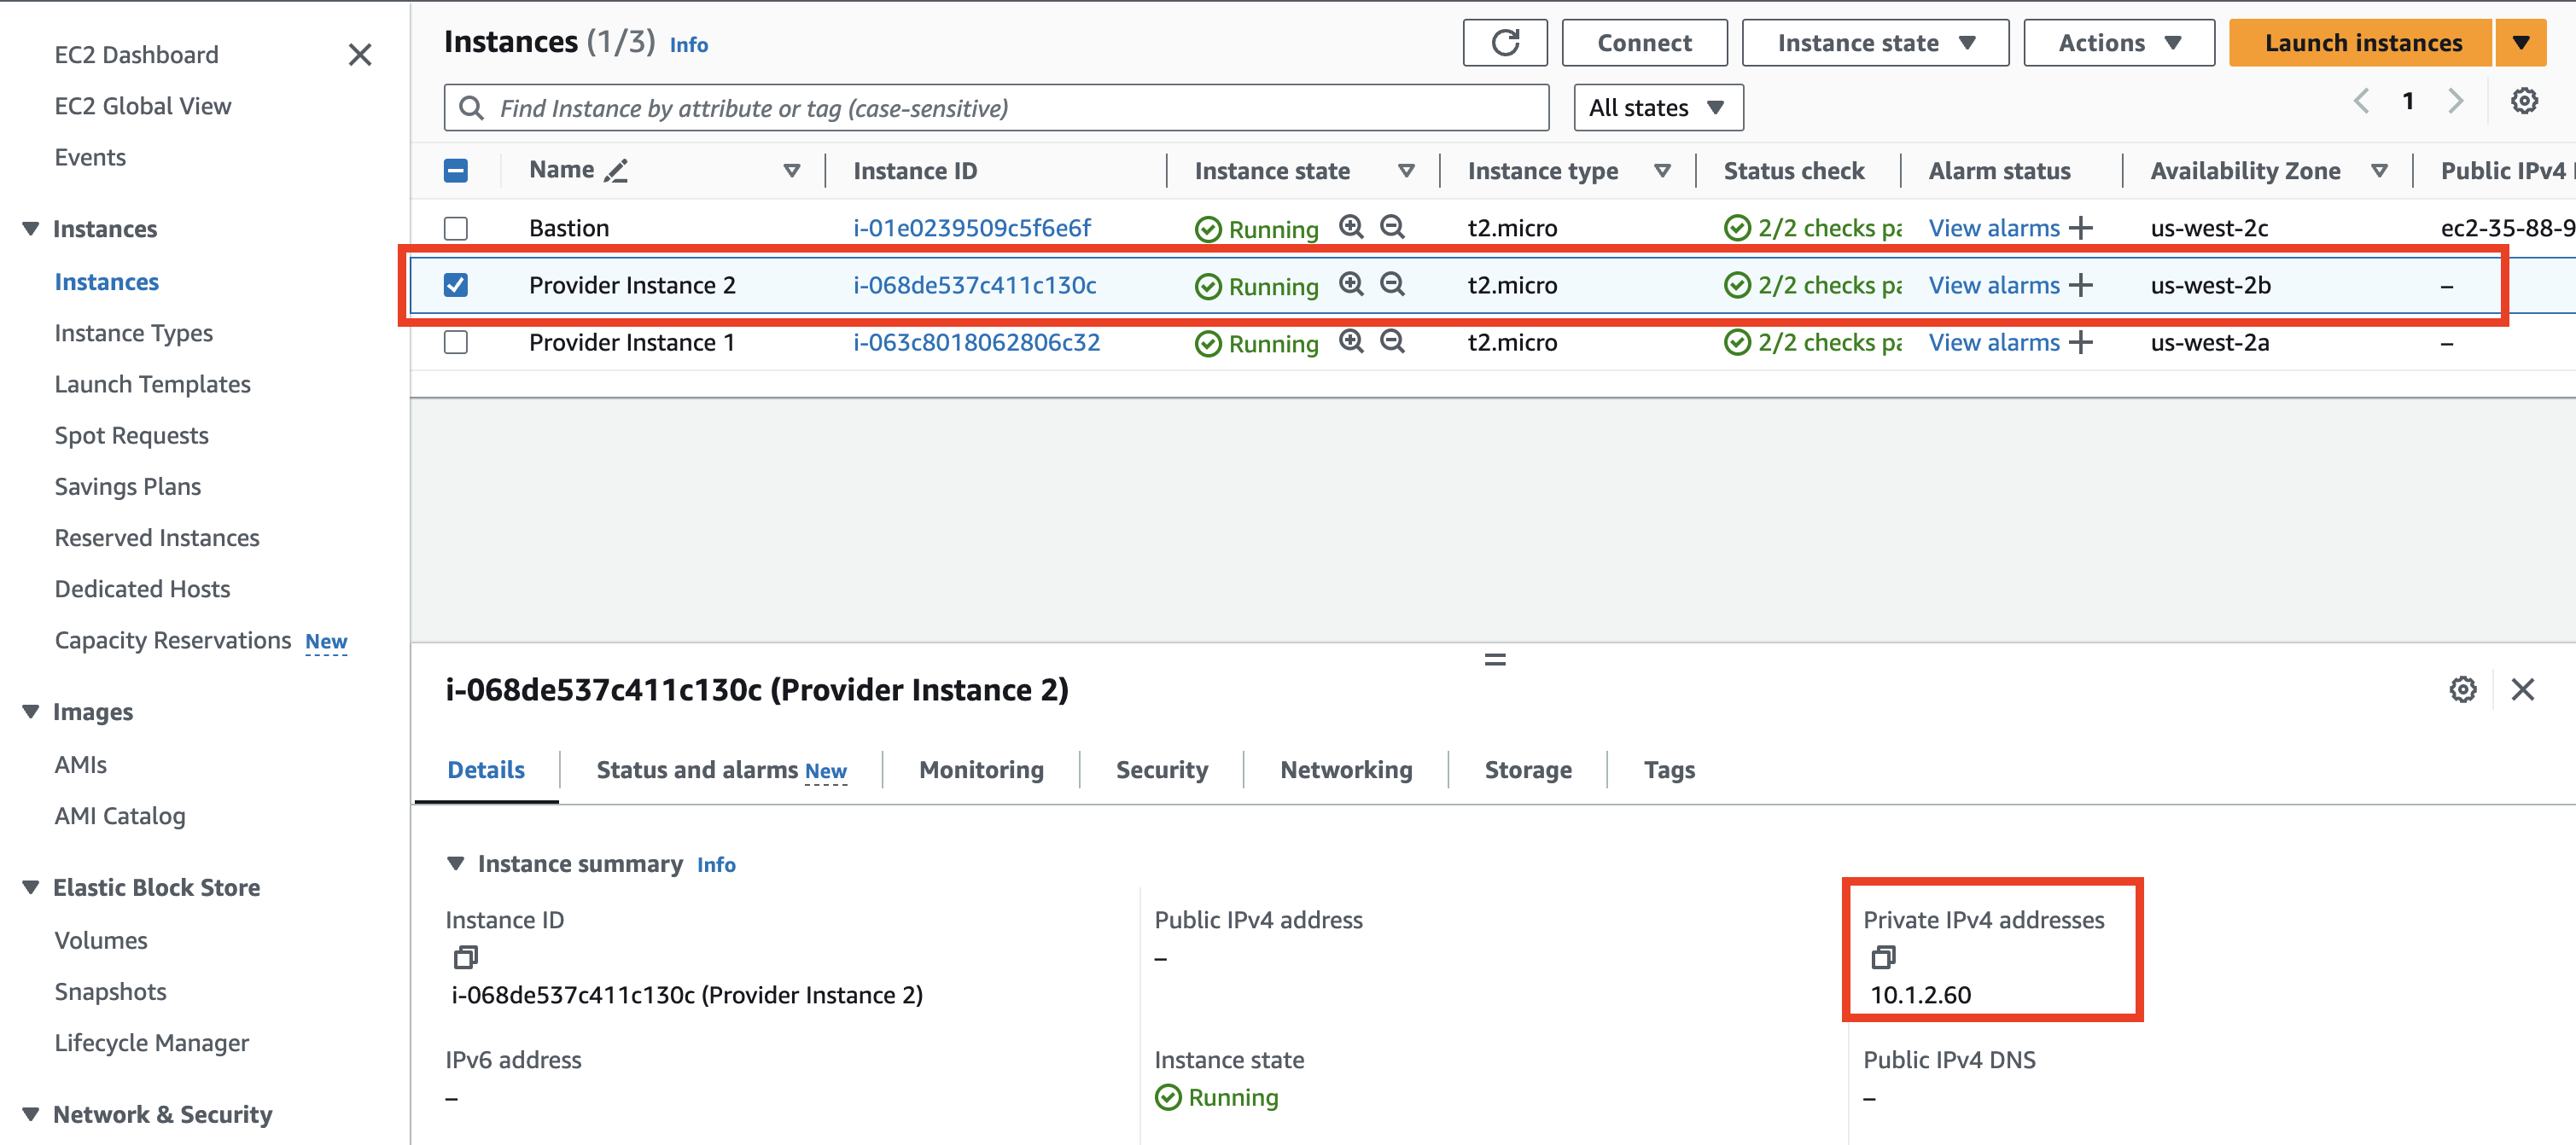 EC2 Dashboard
EC2 Global View
Events
Instances
Instances
Instance Types
Launch Templates
Spot Requests
Savings Plans
Reserved Instances
Dedicated Hosts
Capacity Reservations New
Images
AMIs
AMI Catalog
Elastic Block Store
Volumes
Snapshots
Lifecycle Manager
Network & Security
Instances (1/3) Info
Connect
Instance state
Actions
Launch instances
Find Instance by attribute or tag (case-sensitive)
All states
1
Name Instance ID Instance state Instance type Status check Alarm status Availability Zone Public IPv4
Bastion i-01e0239509c5f6e6f Running t2.micro 2/2 checks pa View alarms + us-west-2c ec2-35-88-9
Provider Instance 2 i-068de537c411c130c Running t2.micro 2/2 checks pa View alarms + us-west-2b –
Provider Instance 1 i-063c8018062806c32 Running t2.micro 2/2 checks pa View alarms + us-west-2a –
i-068de537c411c130c (Provider Instance 2)
Details Status and alarms New Monitoring Security Networking Storage Tags
Instance summary Info
Instance ID
i-068de537c411c130c (Provider Instance 2)
Public IPv4 address
–
Private IPv4 addresses
10.1.2.60
IPv6 address
–
Instance state
Running
Public IPv4 DNS
–